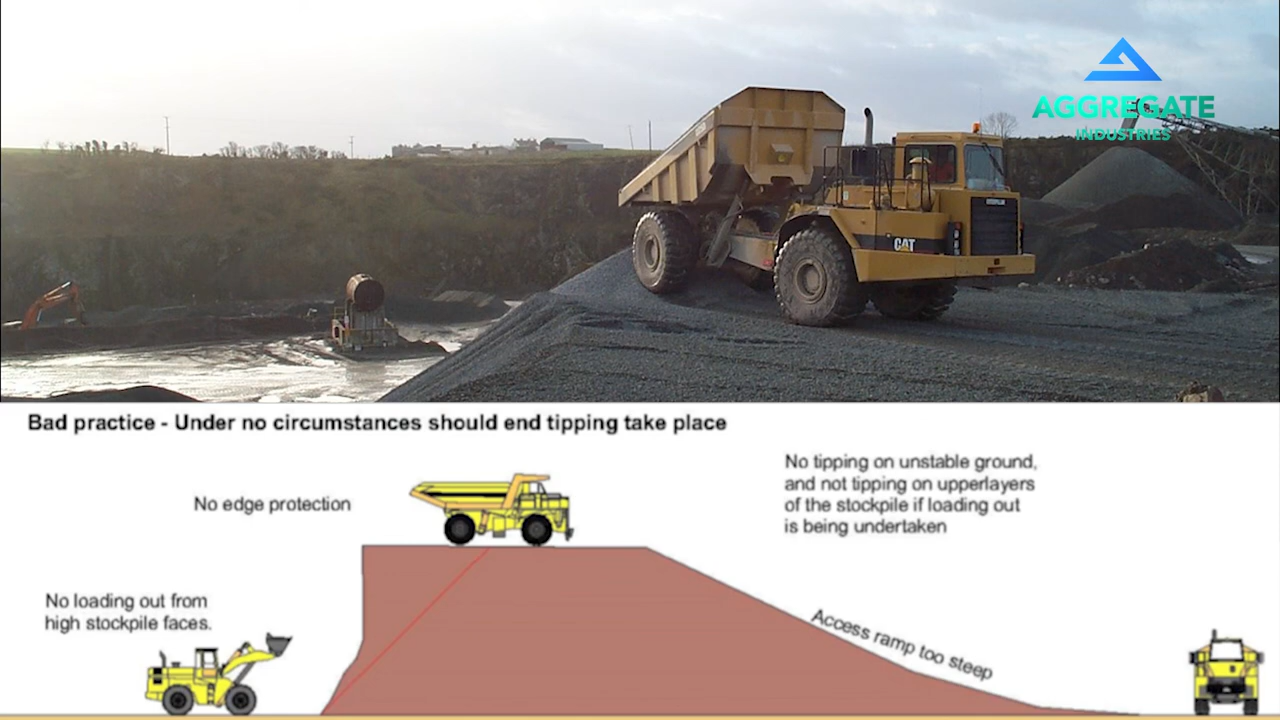 AGGREGATE
INDUSTRIES
CAT
Bad practice - Under no circumstances should end tipping take place
No edge protection
No tipping on unstable ground,
and not tipping on upperlayers
of the stockpile if loading out
is being undertaken
No loading out from
high stockpile faces.
Access ramp too steep